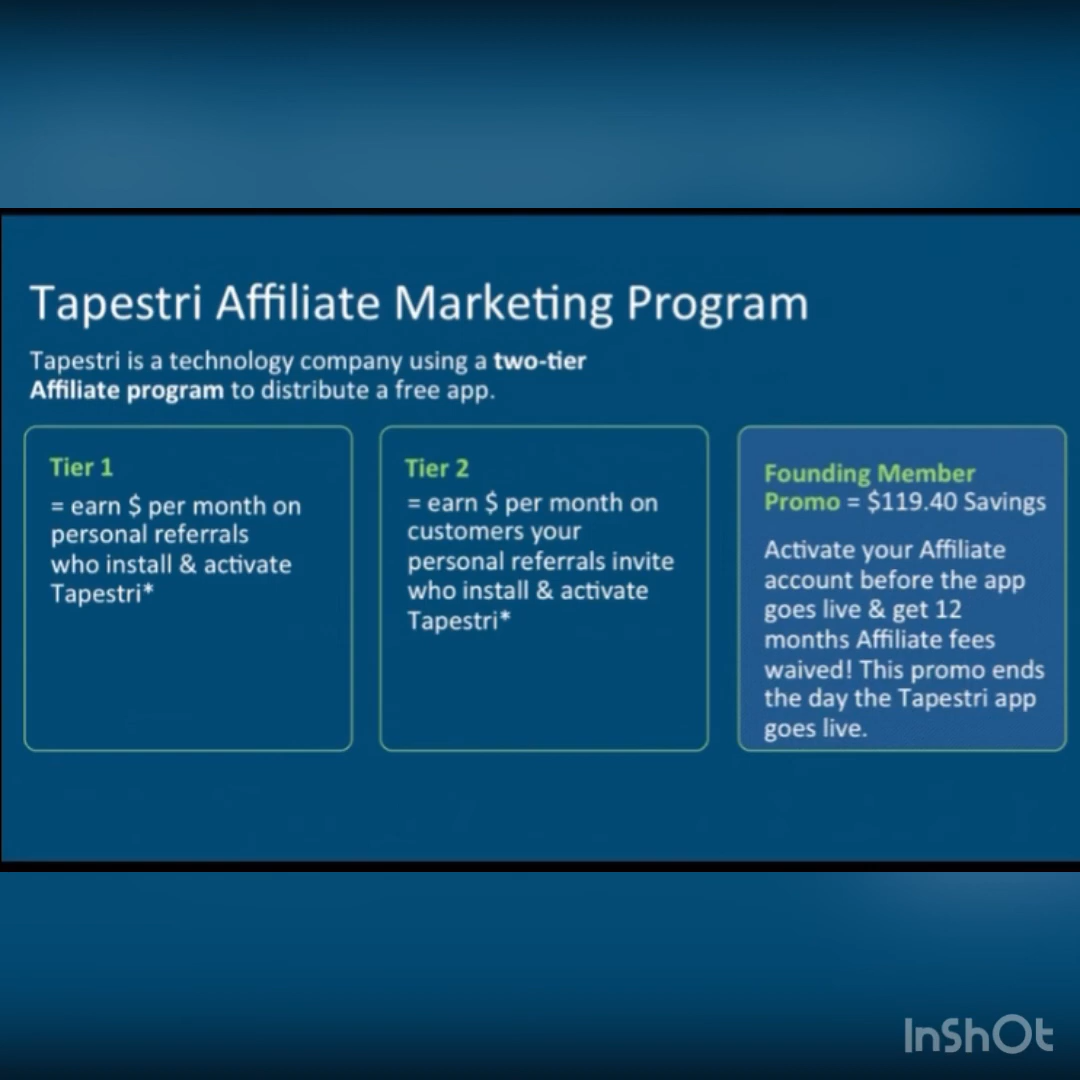 Tapestri Affiliate Marketing Program
Tapestri is a technology company using a two-tier
Affiliate program to distribute a free app.
Tier 1
= earn $ per month on
personal referrals
who install & activate
Tapestri*
Tier 2
= earn $ per month on
customers your
personal referrals invite
who install & activate
Tapestri*
Founding Member
Promo = $119.40 Savings
Activate your Affiliate
account before the app
goes live & get 12
months Affiliate fees
waived! This promo ends
the day the Tapestri app
goes live.
InShOt